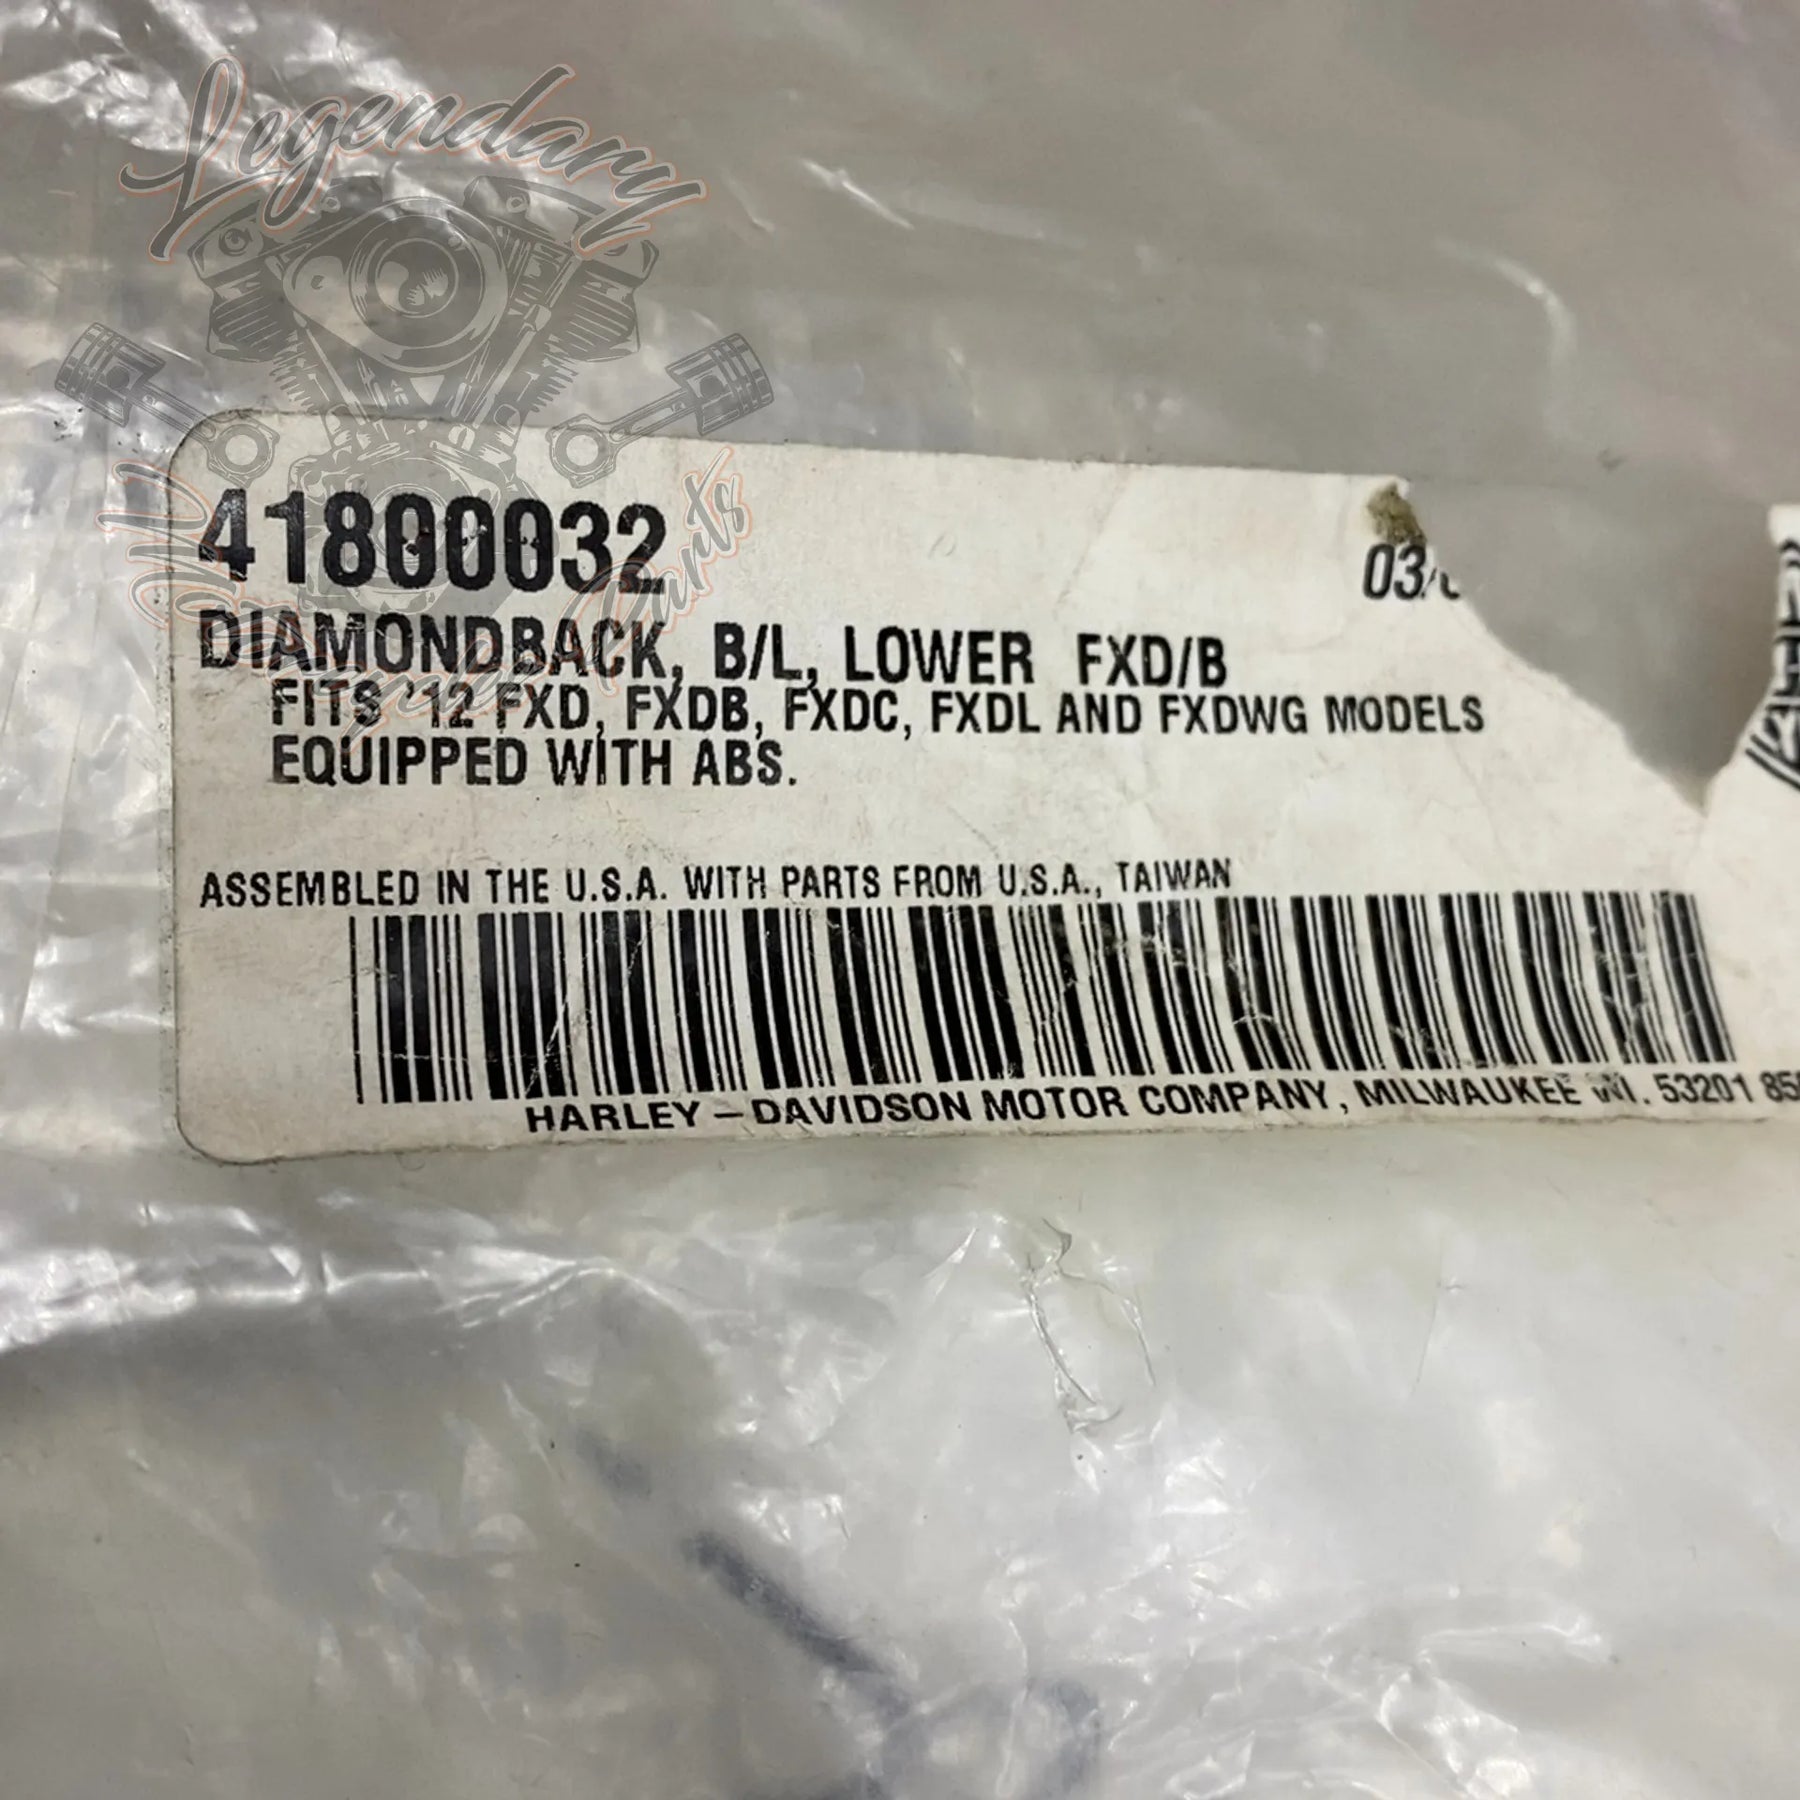 Legendary
Parts
41800032
03/
DIAMONDBACK, B/L, LOWER FXD/B
FITS '12 FXD, FXDB, FXDC, FXDL AND FXDWG MODELS
EQUIPPED WITH ABS.
ASSEMBLED IN THE U.S.A. WITH PARTS FROM U.S.A., TAIWAN
HARLEY-DAVIDSON MOTOR COMPANY, MILWAUKEE WI. 53201